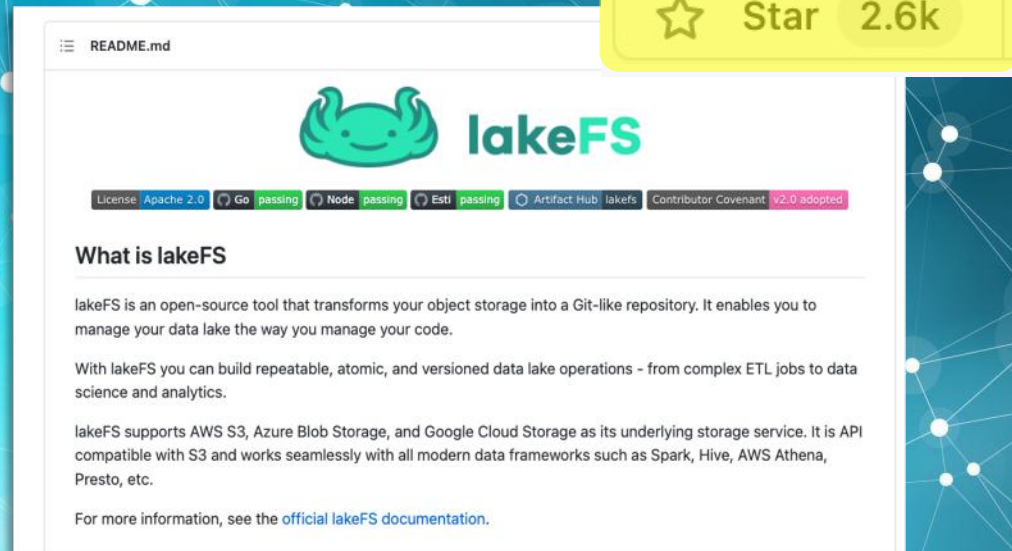 Star 2.6k
README.md
lakeFS
License Apache 2.0 Go passing Node passing Esti passing Artifact Hub lakefs Contributor Covenant v2.0 adopted
What is lakeFS
lakeFS is an open-source tool that transforms your object storage into a Git-like repository. It enables you to
manage your data lake the way you manage your code.
With lakeFS you can build repeatable, atomic, and versioned data lake operations - from complex ETL jobs to data
science and analytics.
lakeFS supports AWS S3, Azure Blob Storage, and Google Cloud Storage as its underlying storage service. It is API
compatible with S3 and works seamlessly with all modern data frameworks such as Spark, Hive, AWS Athena,
Presto, etc.
For more information, see the official lakeFS documentation.